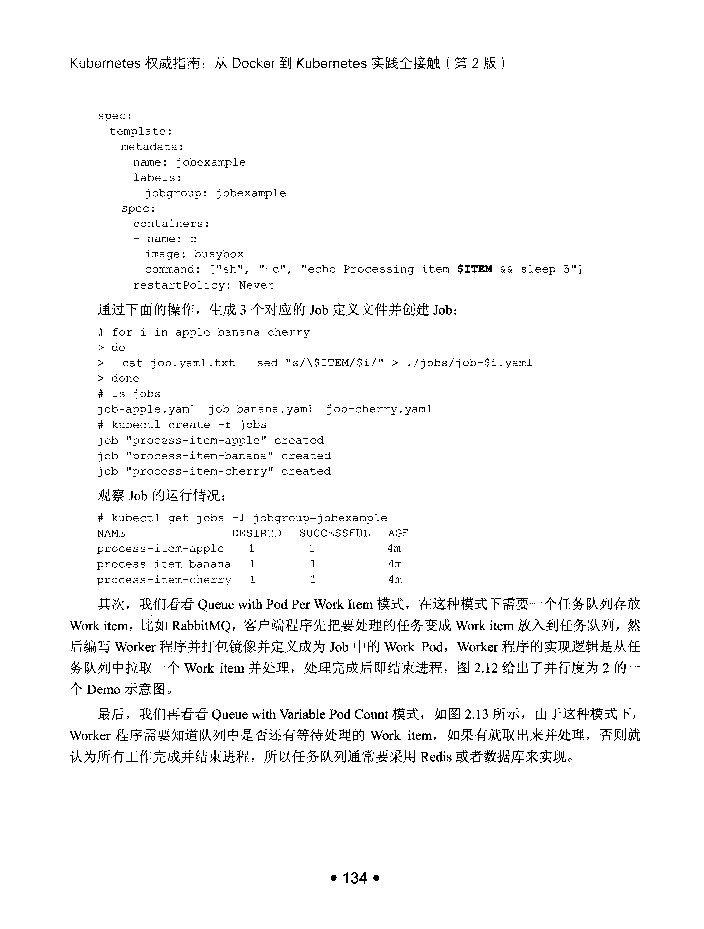 Kubernetes 权威指南：从 Docker 到 Kubernetes 实践全接触（第 2 版）
spec:
  template:
    metadata:
      name: jobexample
      labels:
        jobgroup: jobexample
    spec:
      containers:
      - name: c
        image: busybox
        command: ["sh", "-c", "echo Processing item $ITEM && sleep 5"]
      restartPolicy: Never
通过下面的操作，生成 3 个对应的 Job 定义文件并创建 Job：
# for i in apple banana cherry
> do
>   cat job.yaml.txt | sed "s/\$ITEM/$i/" > ./jobs/job-$i.yaml
> done
# ls jobs
job-apple.yaml  job-banana.yaml  job-cherry.yaml
# kubectl create -f jobs
job "process-item-apple" created
job "process-item-banana" created
job "process-item-cherry" created
观察 Job 的运行情况：
# kubectl get jobs -l jobgroup=jobexample
NAME                 DESIRED   SUCCESSFUL   AGE
process-item-apple    1         1            4m
process-item-banana   1         1            4m
process-item-cherry   1         1            4m
其次，我们看看 Queue with Pod Per Work Item 模式，在这种模式下需要一个任务队列存放
Work item，比如 RabbitMQ，客户端程序先把要处理的任务变成 Work item 放入到任务队列，然
后编写 Worker 程序并打包镜像并定义成为 Job 中的 Work Pod，Worker 程序的实现逻辑是从任
务队列中拉取一个 Work item 并处理，处理完成后即结束进程，图 2.12 给出了并行度为 2 的一
个 Demo 示意图。
最后，我们再看看 Queue with Variable Pod Count 模式，如图 2.13 所示，由于这种模式下，
Worker 程序需要知道队列中是否还有等待处理的 Work item，如果有就取出来并处理，否则就
认为所有工作完成并结束进程，所以任务队列通常要采用 Redis 或者数据库来实现。
• 134 •